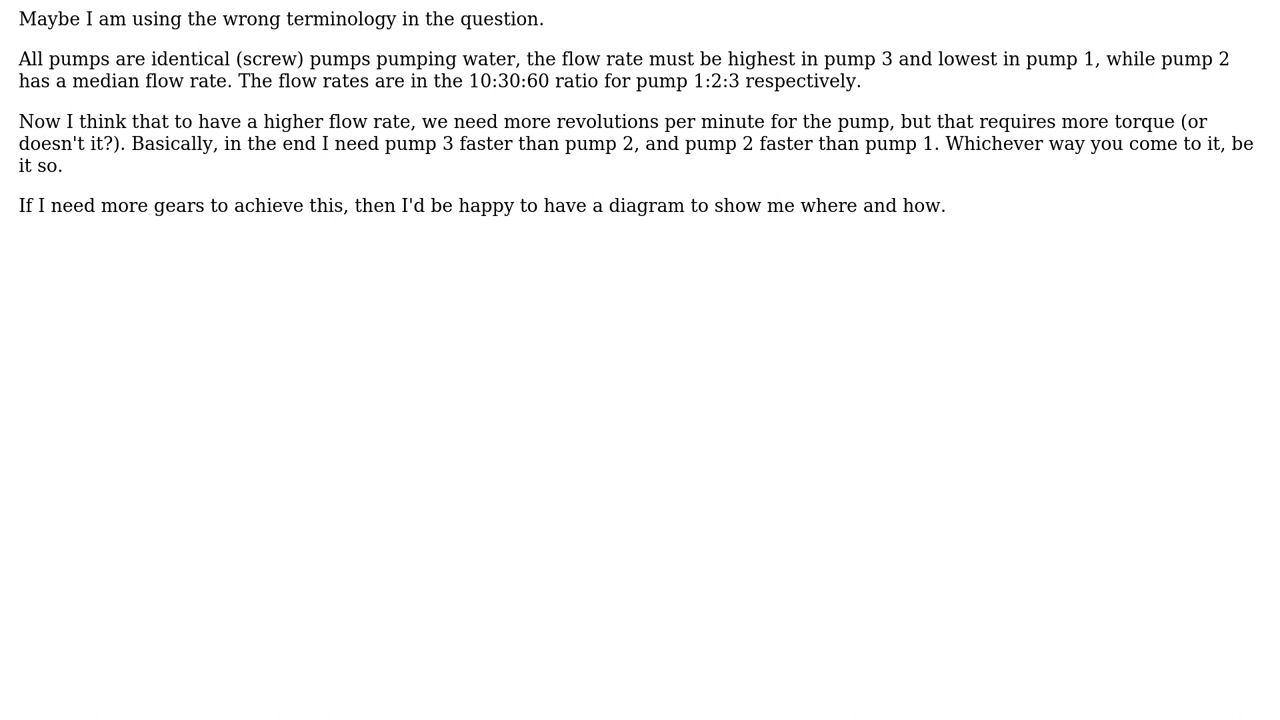 Maybe I am using the wrong terminology in the question.
All pumps are identical (screw) pumps pumping water, the flow rate must be highest in pump 3 and lowest in pump 1, while pump 2
has a median flow rate. The flow rates are in the 10:30:60 ratio for pump 1:2:3 respectively.
Now I think that to have a higher flow rate, we need more revolutions per minute for the pump, but that requires more torque (or
doesn't it?). Basically, in the end I need pump 3 faster than pump 2, and pump 2 faster than pump 1. Whichever way you come to it, be
it so.
If I need more gears to achieve this, then I'd be happy to have a diagram to show me where and how.